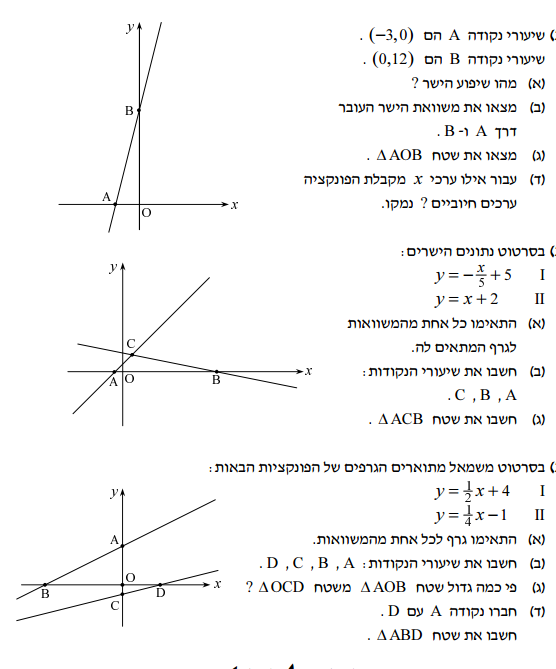 שיעורי נקודה A הם (−3,0) .
שיעורי נקודה B הם (0,12) .
(א) מהו שיפוע הישר ?
(ב) מצאו את משוואת הישר העובר
דרך A ו- B .
(ג) מצאו את שטח ΔAOB .
(ד) עבור אילו ערכי x מקבלת הפונקציה
ערכים חיוביים ? נמקו.
y
B
A
O
x
בסרטוט נתונים הישרים :
I y = −x/5 + 5
II y = x + 2
(א) התאימו כל אחת מהמשוואות
לגרף המתאים לה.
(ב) חשבו את שיעורי הנקודות :
C , B , A .
(ג) חשבו את שטח ΔACB .
y
C
A
O
B
x
בסרטוט משמאל מתוארים הגרפים של הפונקציות הבאות :
I y = 1/2 x + 4
II y = 1/4 x − 1
(א) התאימו גרף לכל אחת מהמשוואות.
(ב) חשבו את שיעורי הנקודות : D , C , B , A .
(ג) פי כמה גדול שטח ΔAOB משטח ΔOCD ?
(ד) חברו נקודה A עם D .
חשבו את שטח ΔABD .
y
A
O
B
C
D
x